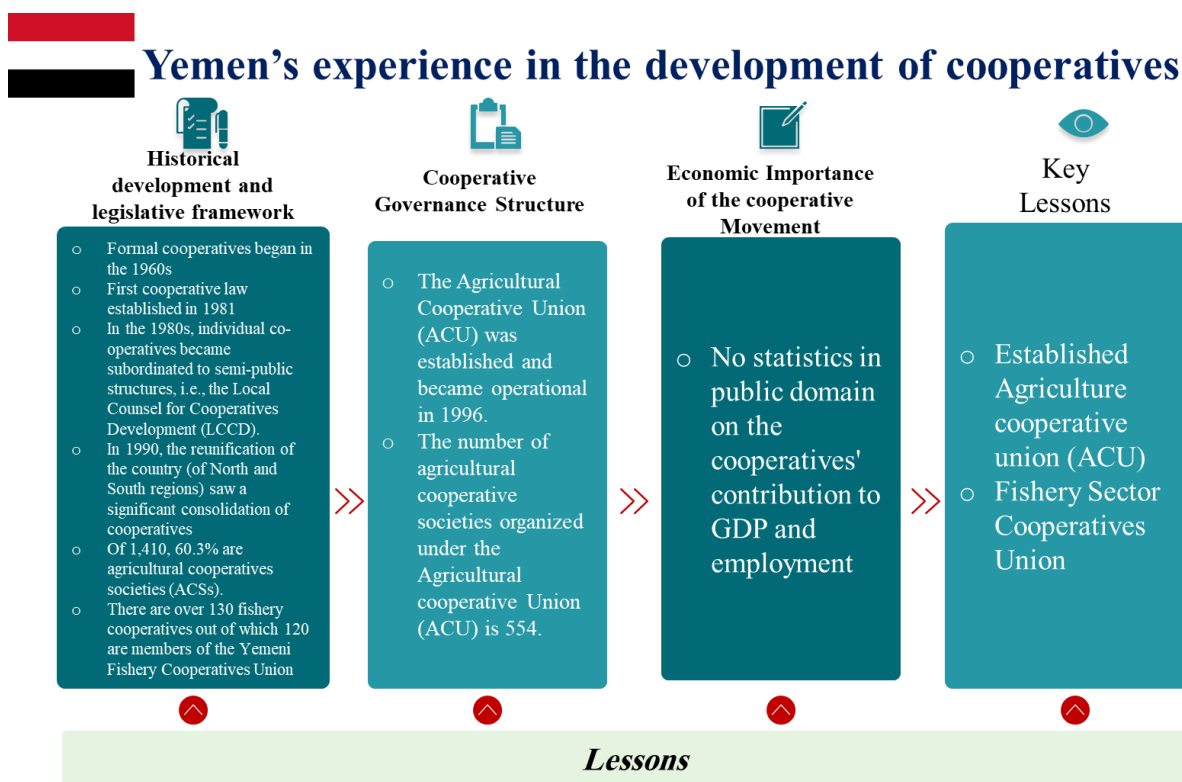 Yemen's experience in the development of cooperatives
Historical
development and
legislative framework
o Formal cooperatives began in
the 1960s
o First cooperative law
established in 1981
o In the 1980s, individual co-
operatives became
subordinated to semi-public
structures, i.e., the Local
Counsel for Cooperatives
Development (LCCD).
o In 1990, the reunification of
the country (of North and
South regions) saw a
significant consolidation of
cooperatives
o Of 1,410, 60.3% are
agricultural cooperatives
societies (ACSs).
o There are over 130 fishery
cooperatives out of which 120
are members of the Yemeni
Fishery Cooperatives Union
Cooperative
Governance Structure
o The Agricultural
Cooperative Union
(ACU) was
established and
became operational
in 1996.
o The number of
agricultural
cooperative
societies organized
under the
Agricultural
cooperative Union
(ACU) is 554.
Economic Importance
of the cooperative
Movement
o No statistics in
public domain
on the
cooperatives'
contribution to
GDP and
employment
Key
Lessons
o Established
Agriculture
cooperative
union (ACU)
o Fishery Sector
Cooperatives
Union
Lessons